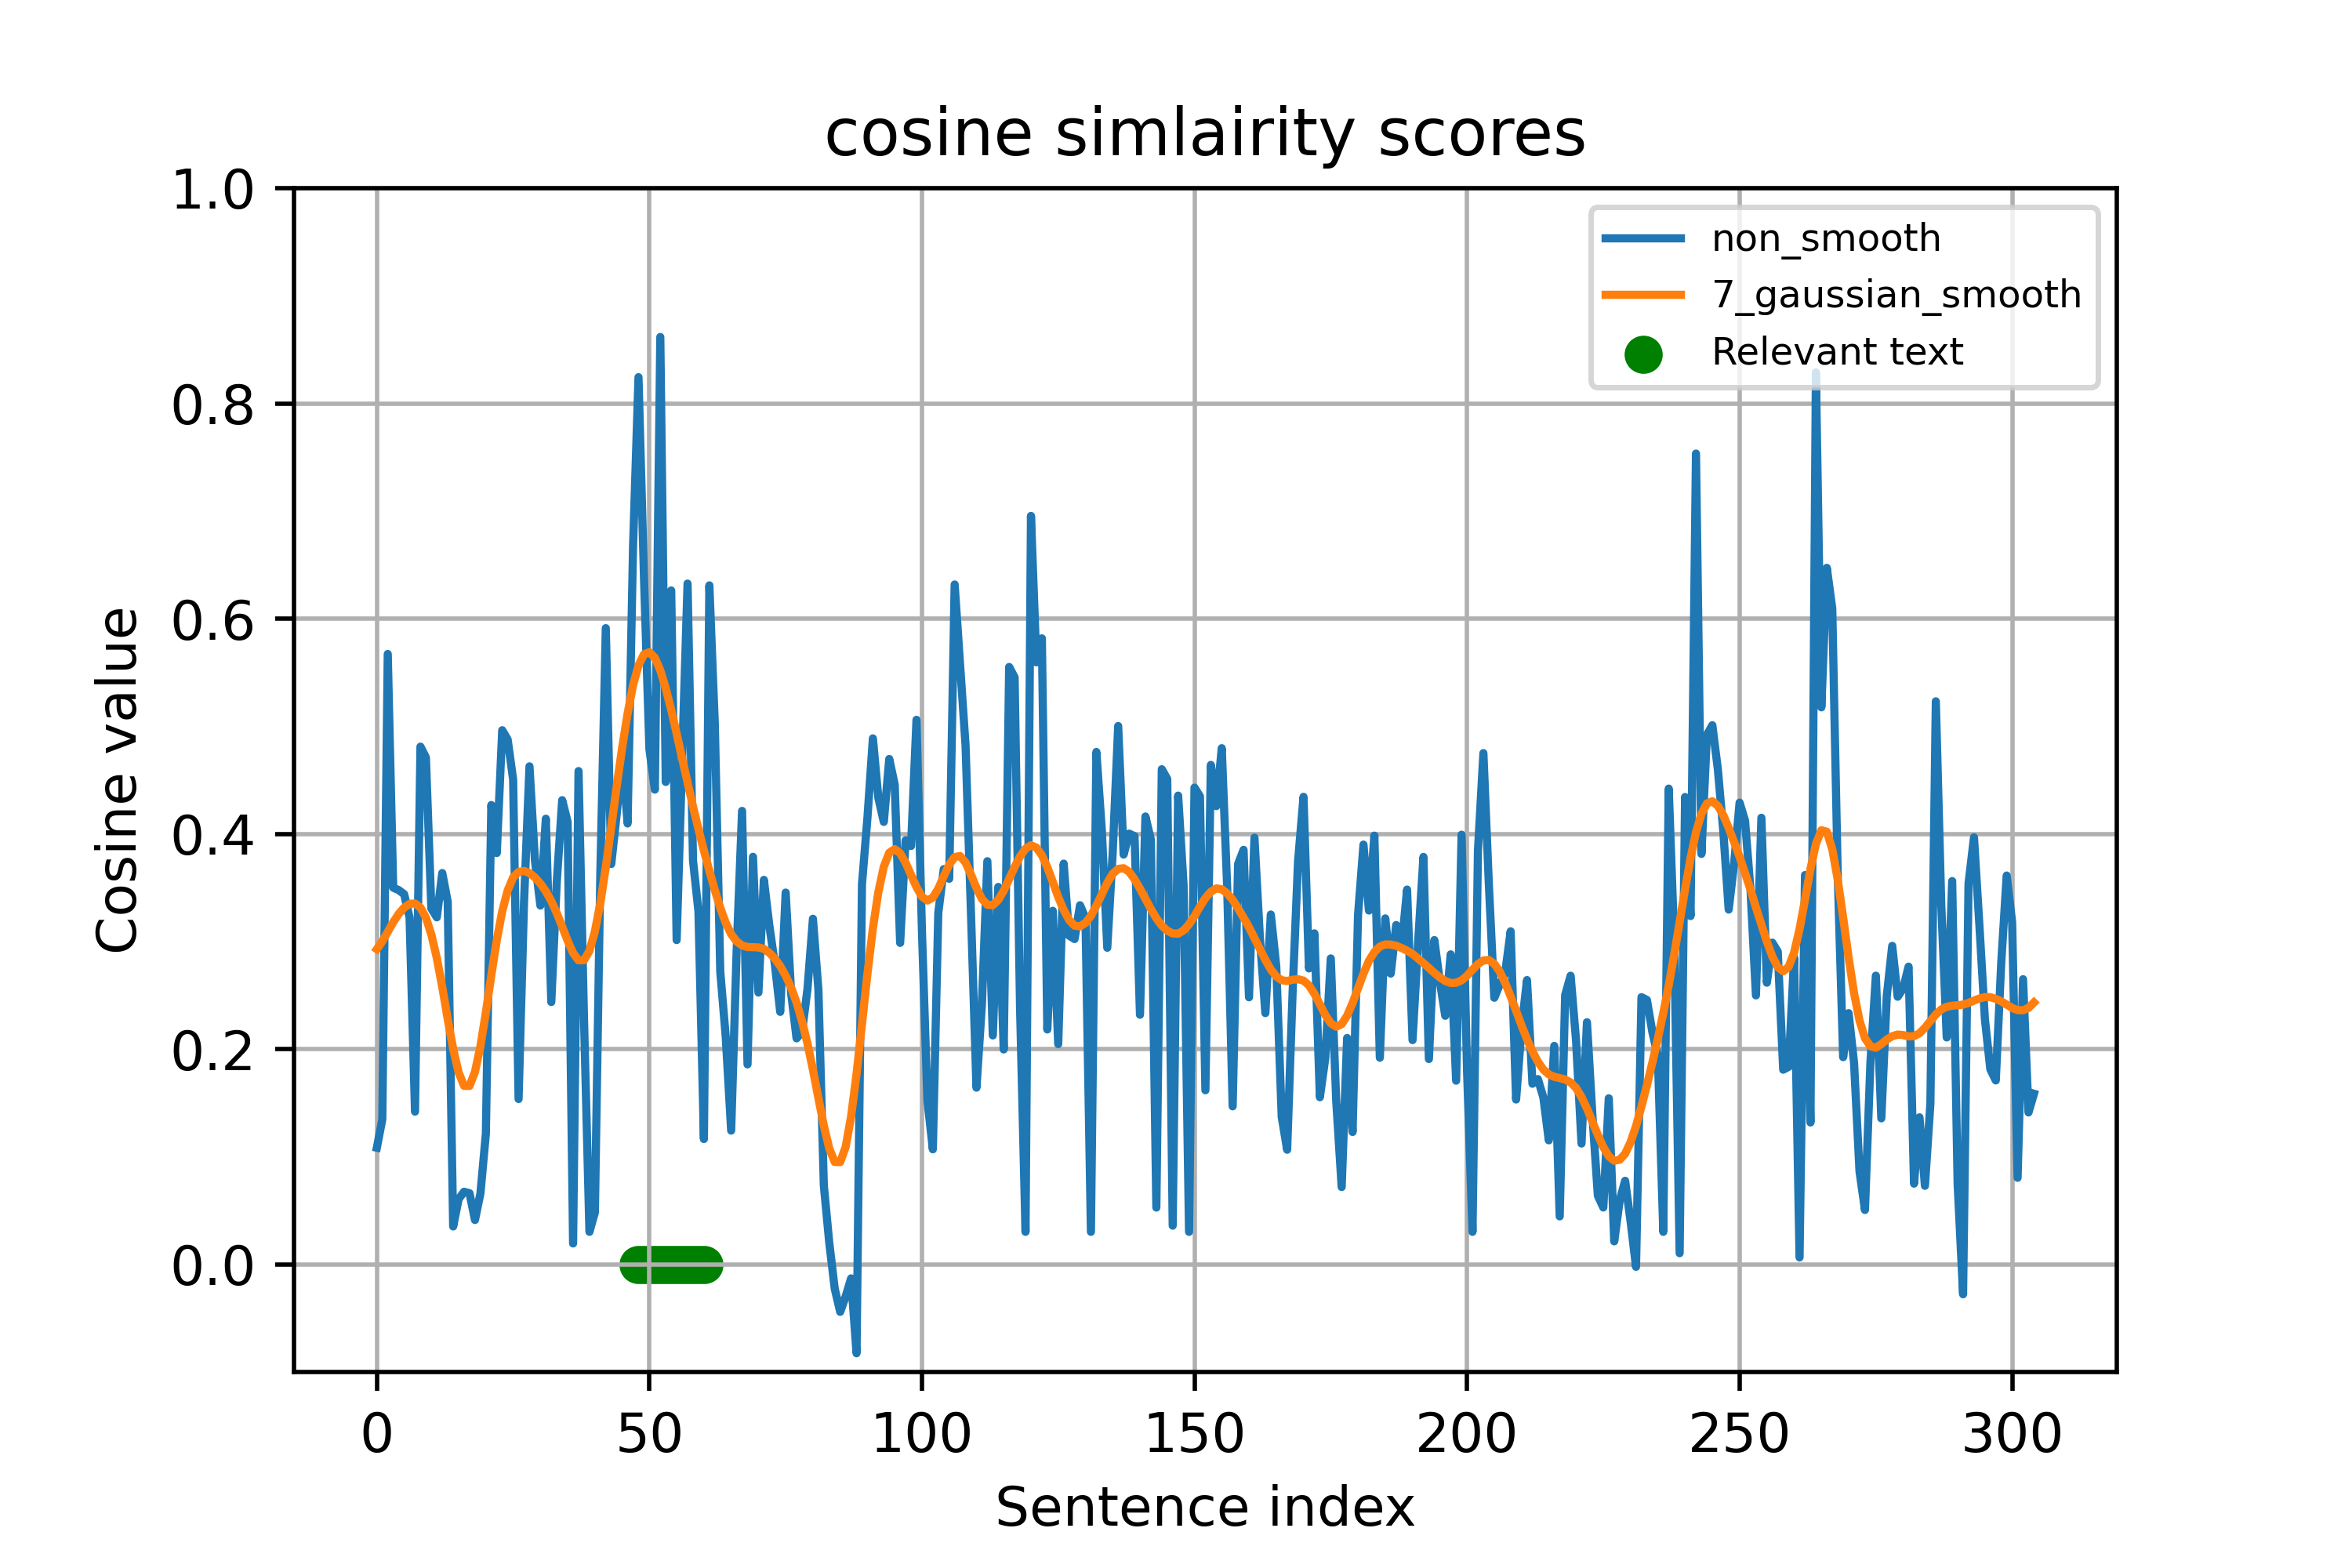 cosine simlairity scores
1.0
0.8
0.6
0.4
0.2
0.0
Cosine value
non_smooth
7_gaussian_smooth
Relevant text
0 50 100 150 200 250 300
Sentence index